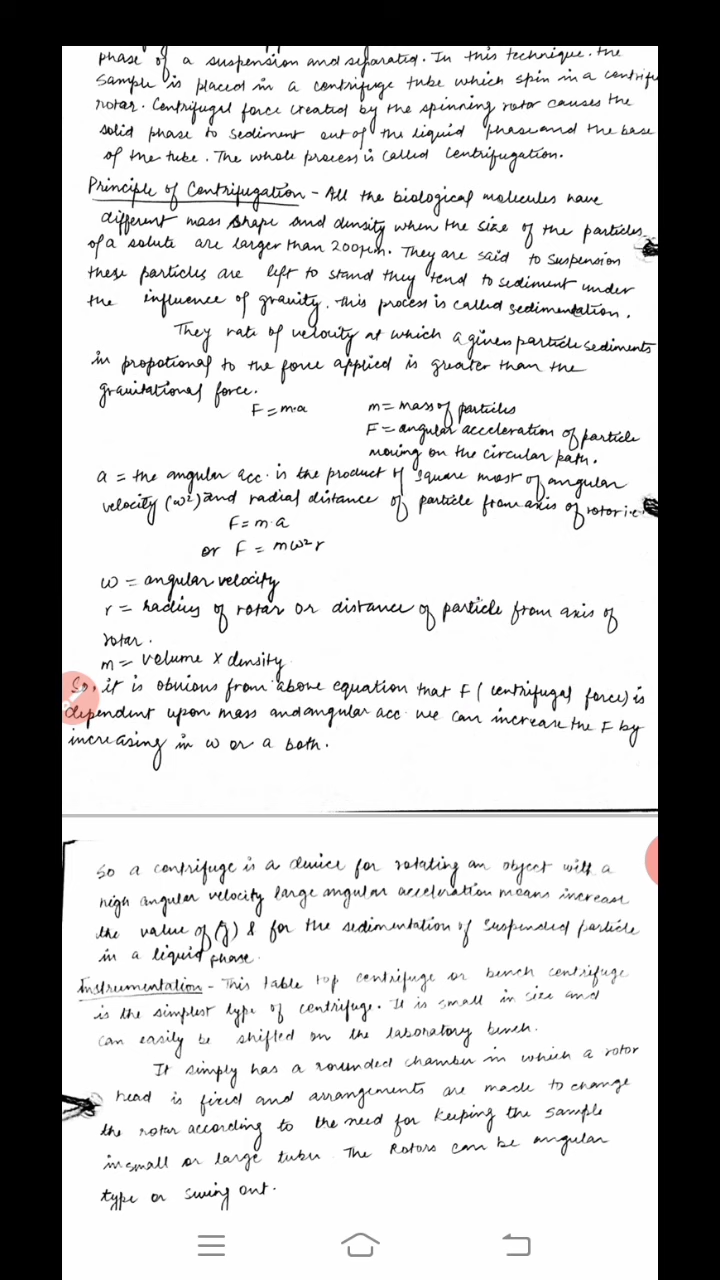 phase of a suspension and separated. In this technique. the
sample is placed in a centrifuge tube which spin in a centrifu
rotar. Centrifugal force created by the spinning rotor causes the
solid phase to sediment out of the liquid phase and the base
of the tube. The whole process is called Centrifugation.
Principle of Centrifugation - All the biological molecules have
different mass shape and density when the size of the particles
of a solute are larger than 200μm. They are said to suspension
these particles are left to stand they tend to sediment under
the influence of gravity. this process is called sedimentation.
They rate of velocity at which a given particle sediments
in propotional to the force applied is greater than the
gravitational force.
F = m.a m = mass of particles
F = angular acceleration of particle
moving on the circular path.
a = the angular acc. is the product of square most of angular
velocity (ω²) and radial distance of particle from axis of rotor i.e.
F = m.a
or F = mω²r
ω = angular velocity
r = radius of rotar or distance of particle from axis of
rotar.
m = volume x density
So, it is obvious from above equation that F (centrifugal force) is
dependent upon mass and angular acc we can increase the F by
increasing in ω or a both.
So a centrifuge is a device for rotating an object with a
high angular velocity large angular acceleration means increase
the value of (g) & for the sedimentation of suspended particle
in a liquid phase.
Instrumentation - This table top centrifuge or bench centrifuge
is the simplest type of centrifuge. It is small in size and
can easily be shifted on the laboratory bench.
It simply has a rounded chamber in which a rotor
head is fixed and arrangements are made to change
the rotor according to the need for keeping the sample
in small or large tube. The Rotors can be angular
type or swing out.